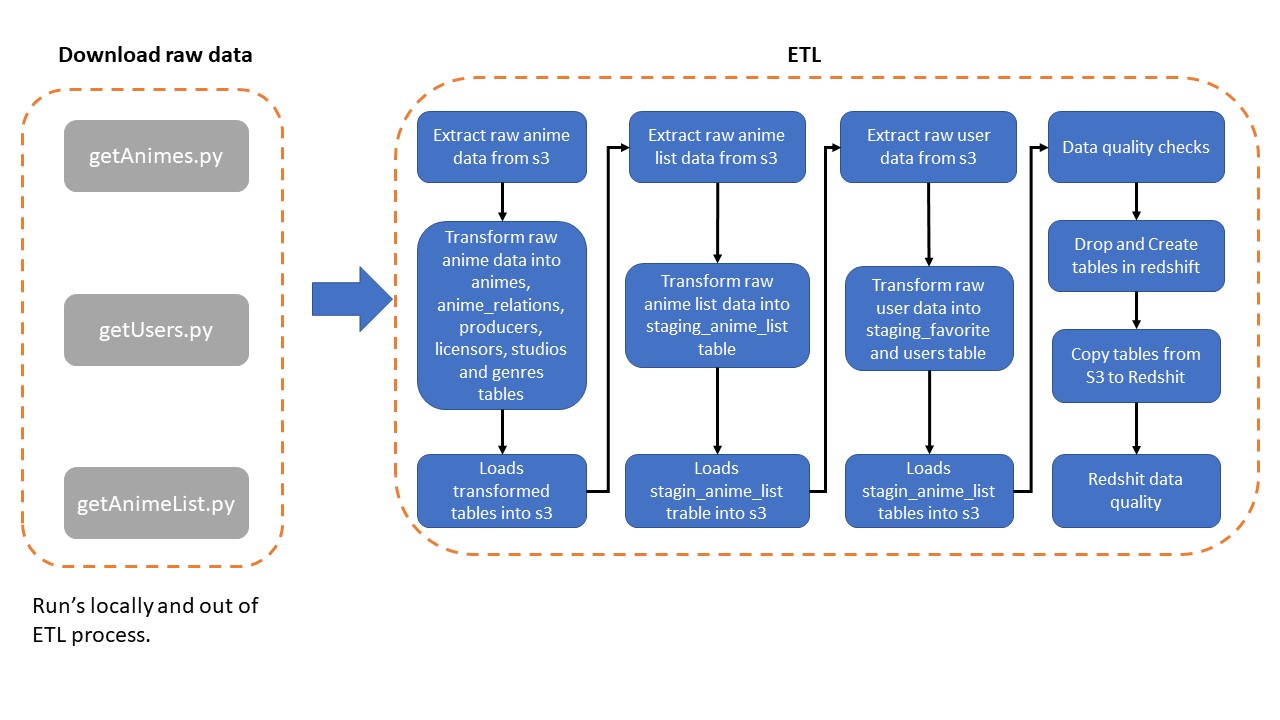 Download raw data
getAnimes.py
getUsers.py
getAnimeList.py
Run’s locally and out of
ETL process.
ETL
Extract raw anime
data from s3
Transform raw
anime data into
animes,
anime_relations,
producers,
licensors, studios
and genres
tables
Loads
transformed
tables into s3
Extract raw anime
list data from s3
Transform raw
anime list data into
staging_anime_list
table
Loads
stagin_anime_list
trable into s3
Extract raw user
data from s3
Transform raw
user data into
staging_favorite
and users table
Loads
stagin_anime_list
tables into s3
Data quality checks
Drop and Create
tables in redshift
Copy tables from
S3 to Redshit
Redshit data
quality